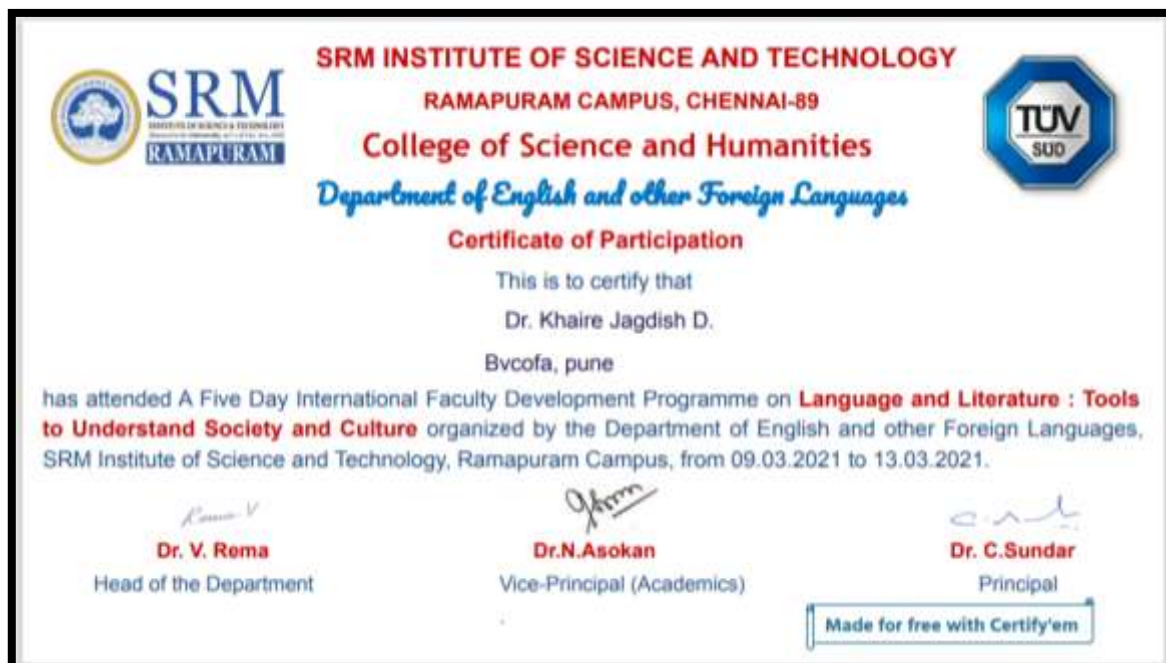 SRM INSTITUTE OF SCIENCE AND TECHNOLOGY
RAMAPURAM CAMPUS, CHENNAI-89
College of Science and Humanities
Department of English and other Foreign Languages
SRM
INSTITUTE OF SCIENCE & TECHNOLOGY
RAMAPURAM
TÜV
SÜD
Certificate of Participation
This is to certify that
Dr. Khaire Jagdish D.
Bvcofa, pune
has attended A Five Day International Faculty Development Programme on Language and Literature : Tools
to Understand Society and Culture organized by the Department of English and other Foreign Languages,
SRM Institute of Science and Technology, Ramapuram Campus, from 09.03.2021 to 13.03.2021.
Dr. V. Rema
Head of the Department
Dr.N.Asokan
Vice-Principal (Academics)
Dr. C.Sundar
Principal
Made for free with Certify'em